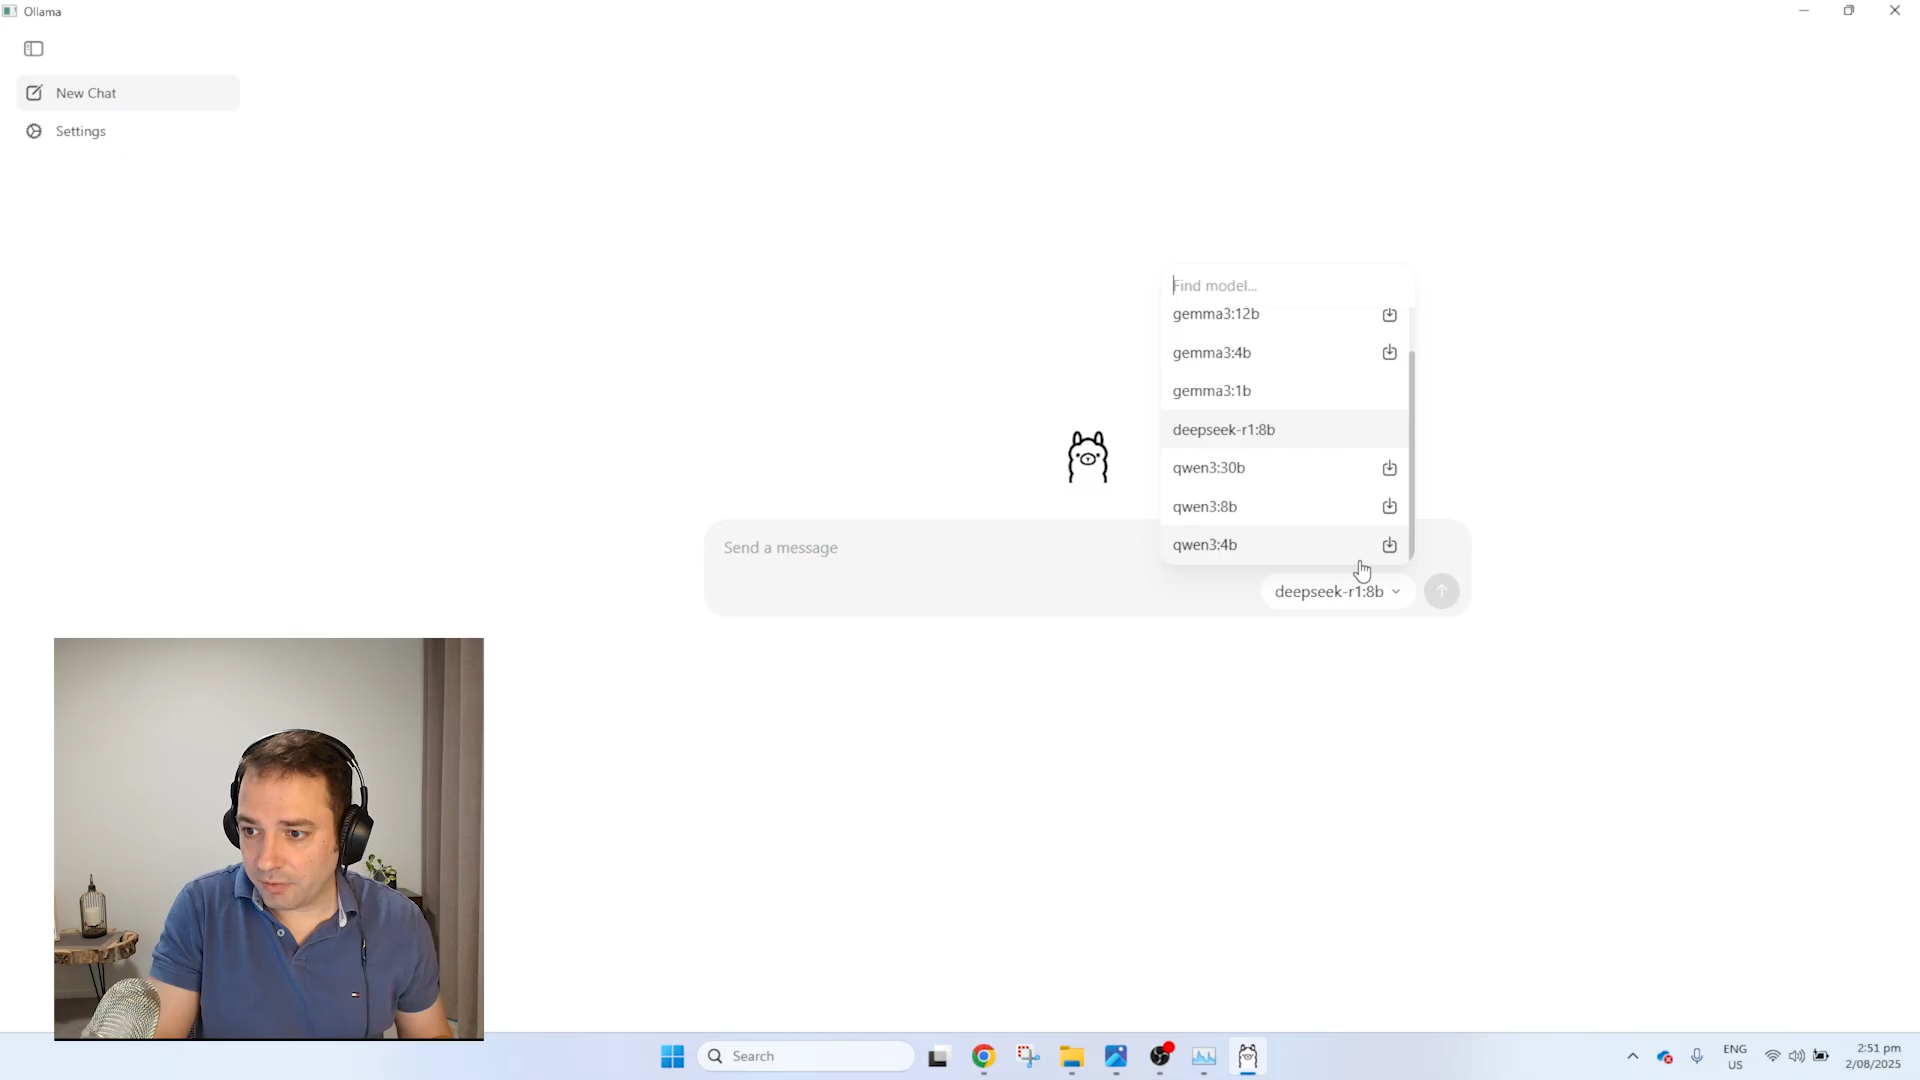 Ollama
New Chat
Settings
Find model...
gemma3:12b
gemma3:4b
gemma3:1b
deepseek-r1:8b
qwen3:30b
qwen3:8b
qwen3:4b
Send a message
deepseek-r1:8b
Search
ENG
US
2:51 pm
2/08/2025